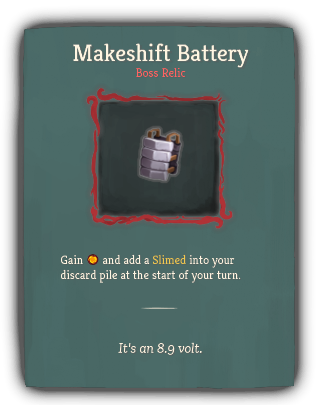 Makeshift Battery
Boss Relic
Gain and add a Slimed into your
discard pile at the start of your turn.
It's an 8.9 volt.